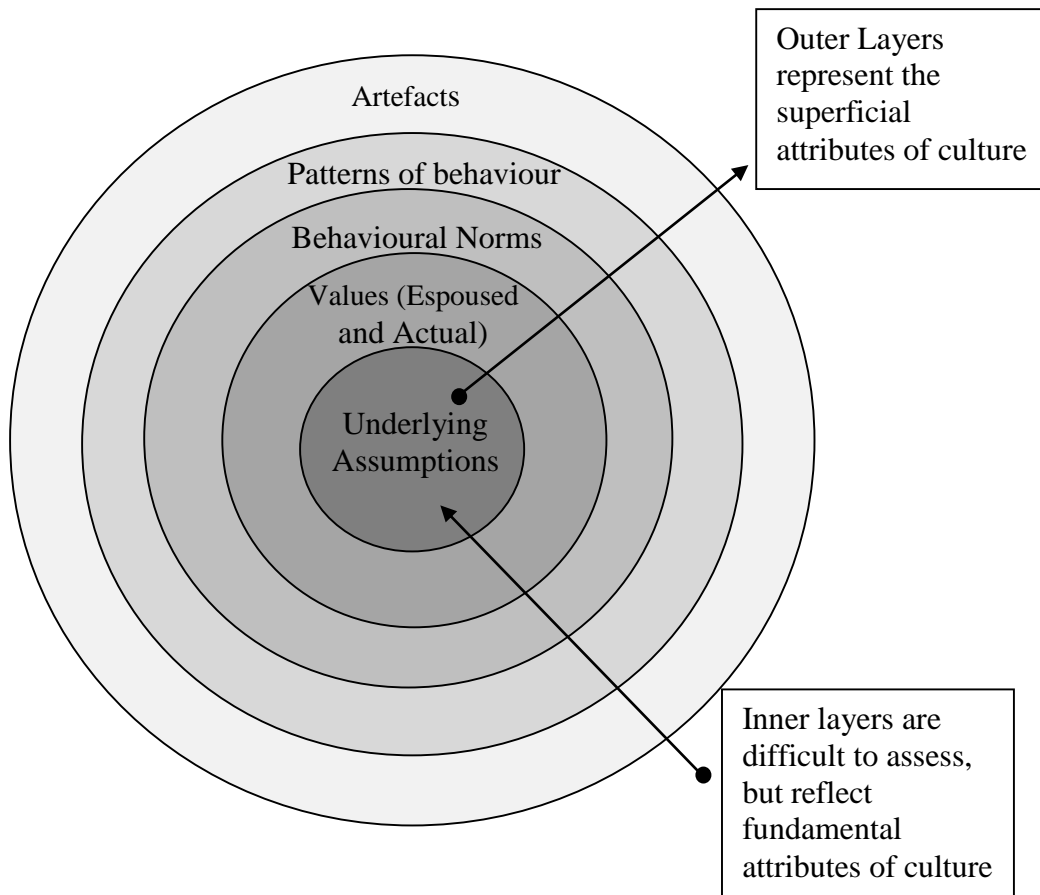 Outer Layers
represent the
superficial
attributes of culture
Artefacts
Patterns of behaviour
Behavioural Norms
Values (Espoused
and Actual)
Underlying
Assumptions
Inner layers are
difficult to assess,
but reflect
fundamental
attributes of culture